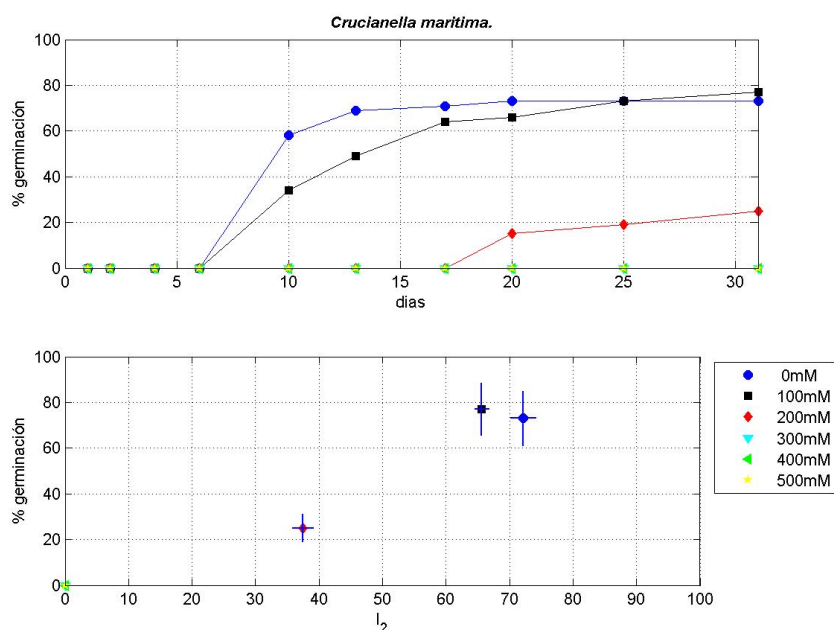 Crucianella maritima.
100
80
60
40
20
0
% germinación
0 5 10 15 20 25 30
dias
100
80
60
40
20
0
% germinación
0 10 20 30 40 50 60 70 80 90 100
I2
0mM
100mM
200mM
300mM
400mM
500mM